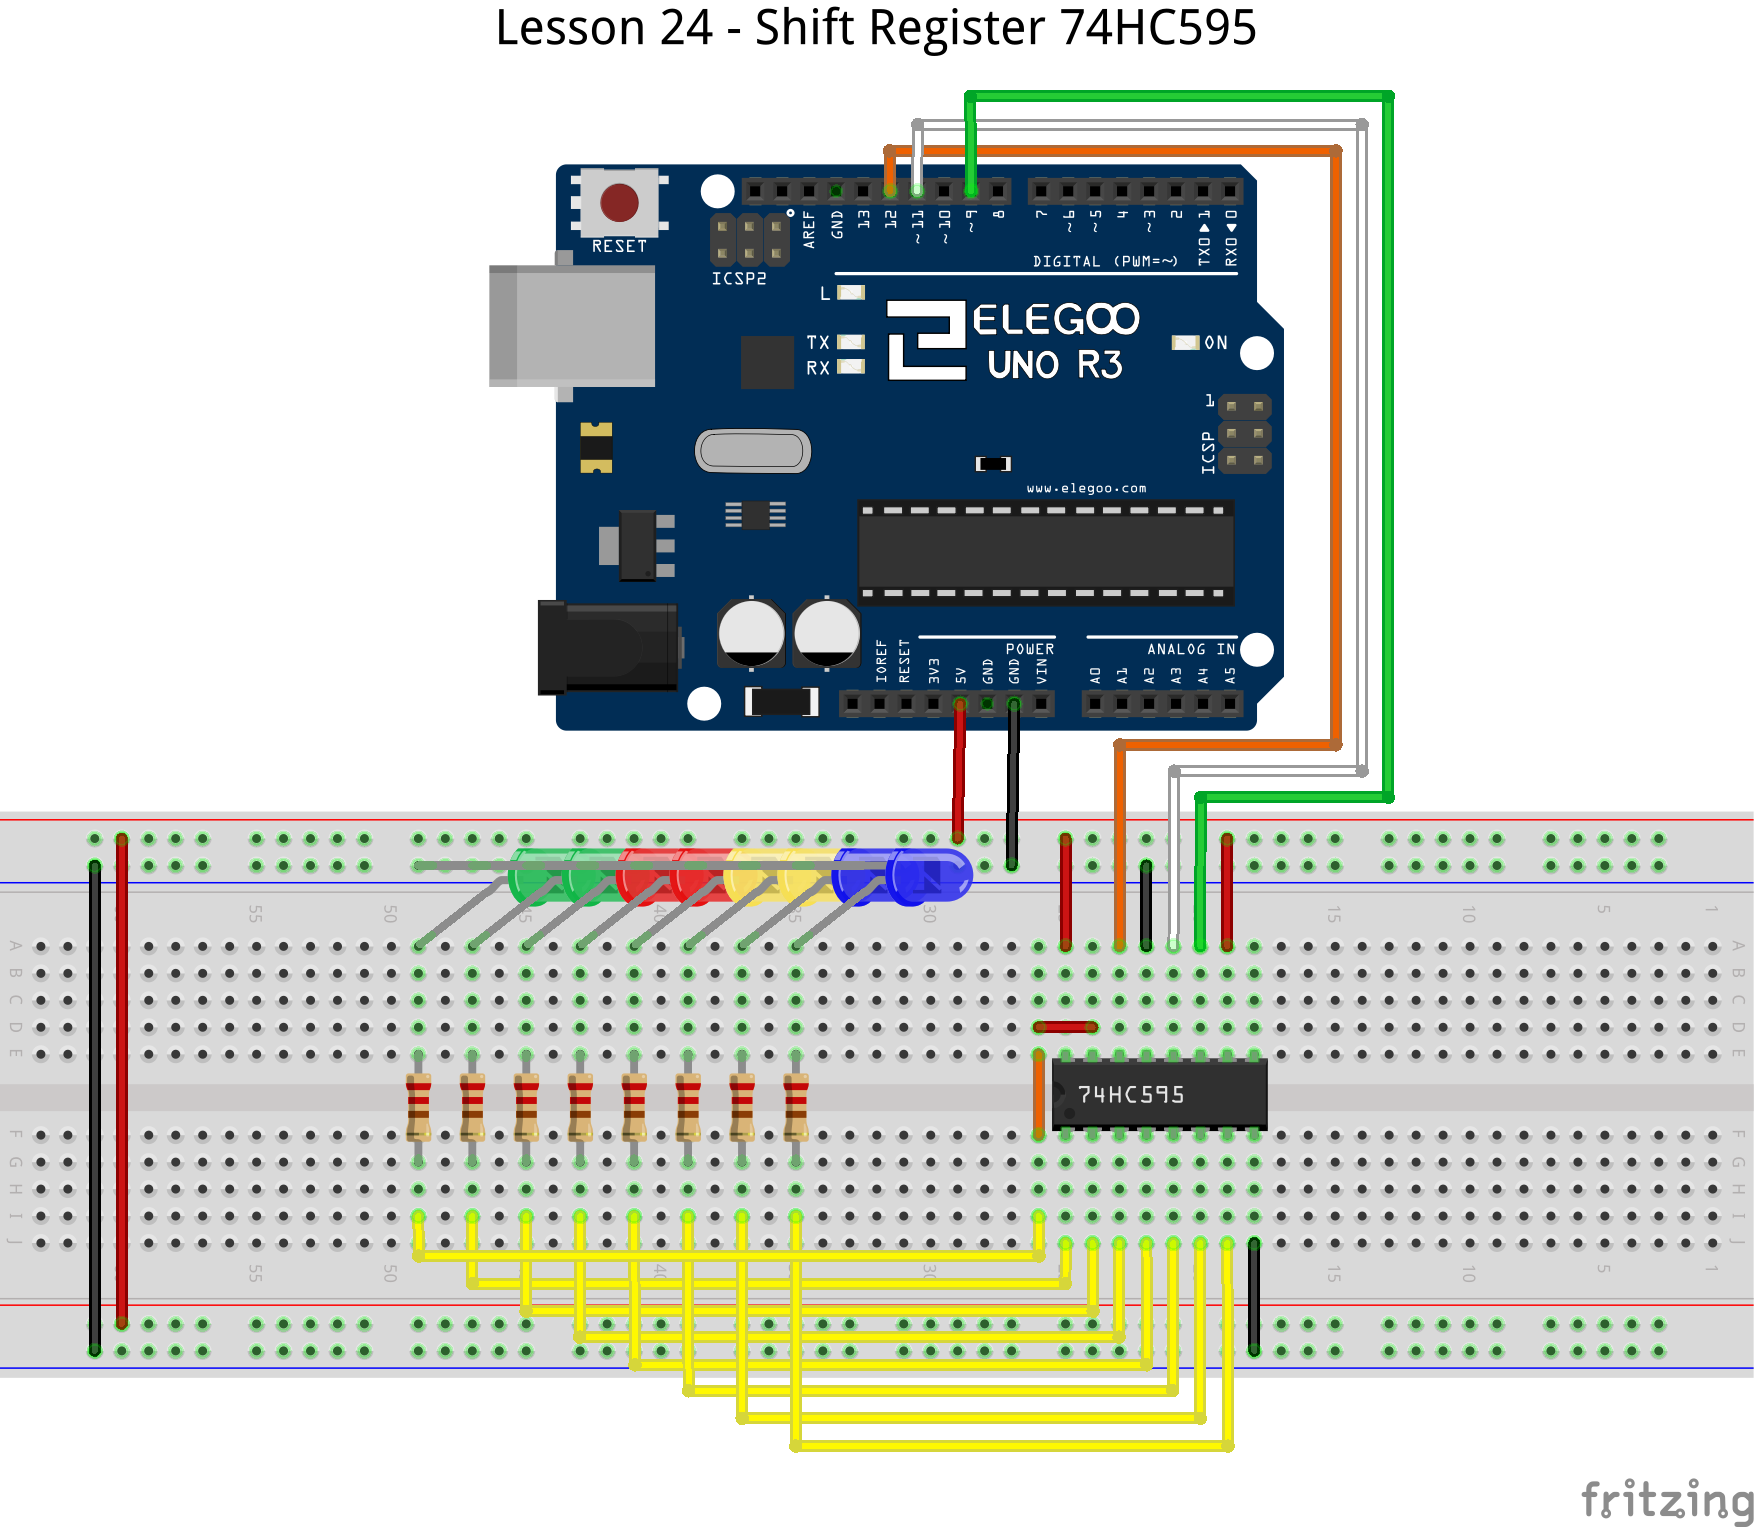 Lesson 24 - Shift Register 74HC595
RESET
ICSP2
AREF
GND
13
12
~11
~10
~9
8
7
~6
~5
4
~3
2
TX0▶1
RX0◀0
DIGITAL (PWM=~)
L
TX
RX
ELEGOO
UNO R3
ON
1
ICSP
www.elegoo.com
POWER
ANALOG IN
IOREF
RESET
3V3
5V
GND
GND
VIN
A0
A1
A2
A3
A4
A5
55
50
40
35
30
15
10
5
1
A
B
C
D
E
A
B
C
D
E
74HC595
F
G
H
I
J
F
G
H
I
J
55
50
40
30
15
10
5
1
fritzing